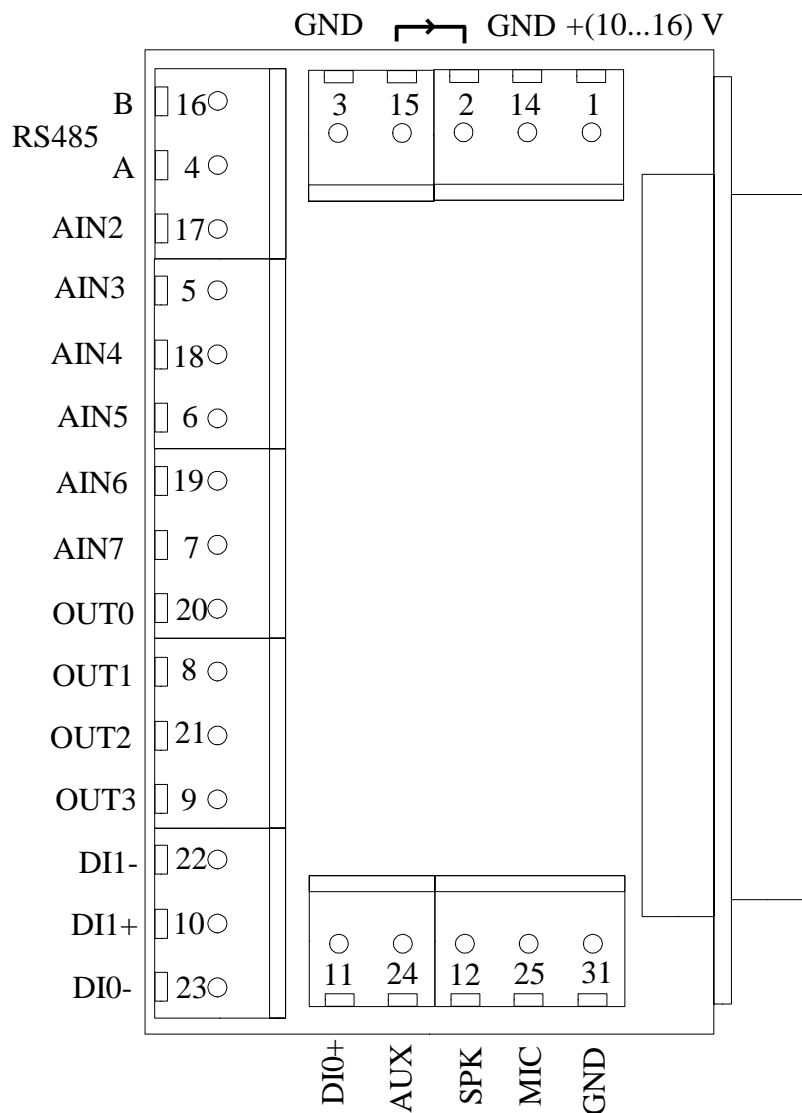 GND GND +(10...16) V
3 15 2 14 1
B 16
RS485
A 4
AIN2 17
AIN3 5
AIN4 18
AIN5 6
AIN6 19
AIN7 7
OUT0 20
OUT1 8
OUT2 21
OUT3 9
DI1- 22
DI1+ 10
DI0- 23
11 24 12 25 31
DI0+ AUX SPK MIC GND